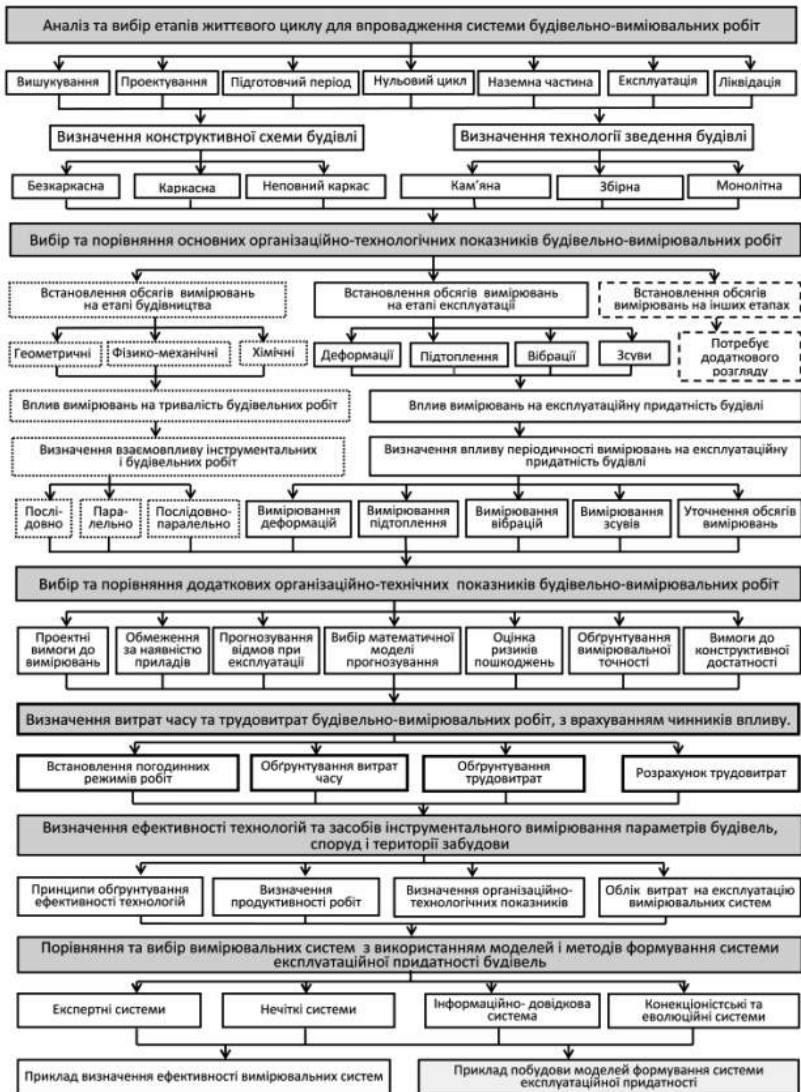 Аналіз та вибір етапів життєвого циклу для впровадження системи будівельно-виміювальних робіт
Вишукування
Проектування
Підготовчий період
Нульовий цикл
Наземна частина
Експлуатація
Ліквідація
Визначення конструктивної схеми будівлі
Визначення технології зведення будівлі
Безкаркасна
Каркасна
Неповний каркас
Кам'яна
Збірна
Монолітна
Вибір та порівняння основних організаційно-технологічних показників будівельно-вимірювальних робіт
Встановлення обсягів вимірювань
на етапі будівництва
Встановлення обсягів вимірювань
на етапі експлуатації
Встановлення обсягів
вимірювань на інших етапах
Геометричні
Фізико-механічні
Хімічні
Деформації
Підтоплення
Вібрації
Зсуви
Потребує
додаткового
розгляду
Вплив вимірювань на тривалість будівельних робіт
Вплив вимірювань на експлуатаційну придатність будівлі
Визначення взаємовпливу інструментальних
і будівельних робіт
Визначення впливу періодичності вимірювань на експлуатаційну
придатність будівлі
Послі-
довно
Пара-
лельно
Послідовно-
паралельно
Вимірювання
деформацій
Вимірювання
підтоплення
Вимірювання
вібрацій
Вимірювання
зсувів
Уточнення обсягів
вимірювань
Вибір та порівняння додаткових організаційно-технічних показників будівельно-вимірювальних робіт
Проектні
вимоги до
вимірювань
Обмеження
за наявністю
приладів
Прогнозування
відмов при
експлуатації
Вибір математичної
моделі
прогнозування
Оцінка
ризиків
пошкоджень
Обґрунтування
вимірювальної
точності
Вимоги до
конструктивної
достатності
Визначення витрат часу та трудовитрат будівельно-вимірювальних робіт, з врахуванням чинників впливу.
Встановлення погодинних
режимів робіт
Обґрунтування витрат
часу
Обґрунтування
трудовитрат
Розрахунок трудовитрат
Визначення ефективності технологій та засобів інструментального вимірювання параметрів будівель,
споруд і території забудови
Принципи обґрунтування
ефективності технологій
Визначення
продуктивності робіт
Визначення організаційно-
технологічних показників
Облік витрат на експлуатацію
вимірювальних систем
Порівняння та вибір вимірювальних систем з використанням моделей і методів формування системи
експлуатаційної придатності будівель
Експертні системи
Нечіткі системи
Інформаційно- довідкова
система
Конекціоністські та
еволюційні системи
Приклад визначення ефективності вимірювальних систем
Приклад побудови моделей формування системи
експлуатаційної придатності